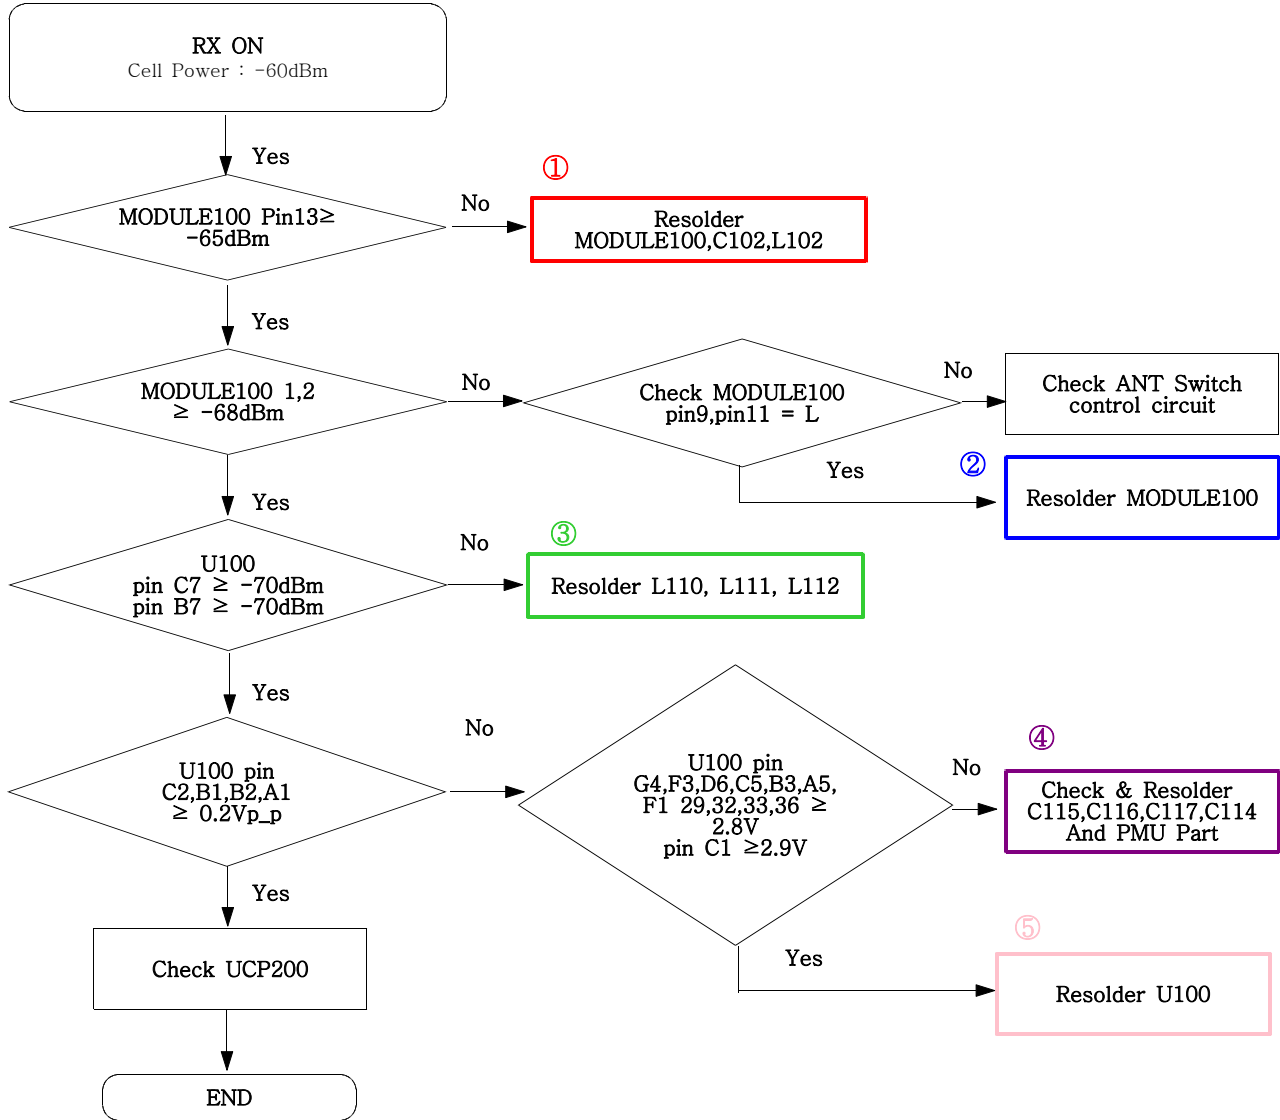 RX ON
Cell Power : -60dBm
Yes
①
MODULE100 Pin13≥
-65dBm
No
Resolder
MODULE100,C102,L102
Yes
MODULE100 1,2
≥ -68dBm
No
Check MODULE100
pin9,pin11 = L
No
Check ANT Switch
control circuit
Yes
②
Resolder MODULE100
Yes
U100
pin C7 ≥ -70dBm
pin B7 ≥ -70dBm
No
③
Resolder L110, L111, L112
Yes
U100 pin
C2,B1,B2,A1
≥ 0.2Vp_p
No
U100 pin
G4,F3,D6,C5,B3,A5,
F1 29,32,33,36 ≥
2.8V
pin C1 ≥2.9V
No
④
Check & Resolder
C115,C116,C117,C114
And PMU Part
Yes
Check UCP200
Yes
⑤
Resolder U100
END